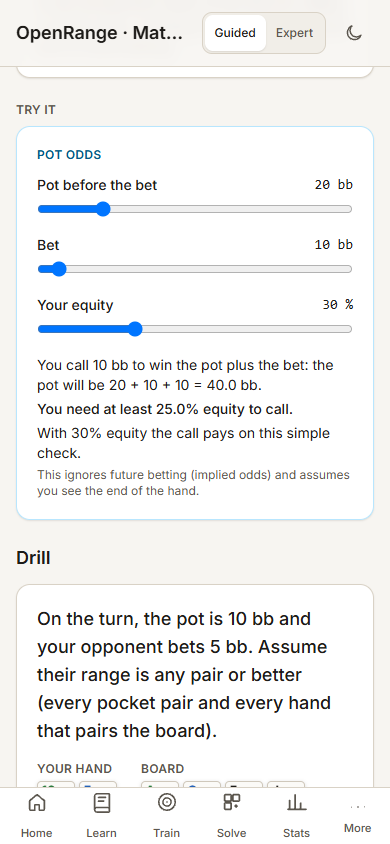 OpenRange · Mat...
Guided
Expert
TRY IT
POT ODDS
Pot before the bet
20 bb
Bet
10 bb
Your equity
30 %
You call 10 bb to win the pot plus the bet: the
pot will be 20 + 10 + 10 = 40.0 bb.
You need at least 25.0% equity to call.
With 30% equity the call pays on this simple
check.
This ignores future betting (implied odds) and assumes
you see the end of the hand.
Drill
On the turn, the pot is 10 bb and
your opponent bets 5 bb. Assume
their range is any pair or better
(every pocket pair and every hand
that pairs the board).
YOUR HAND
BOARD
Home
Learn
Train
Solve
Stats
More